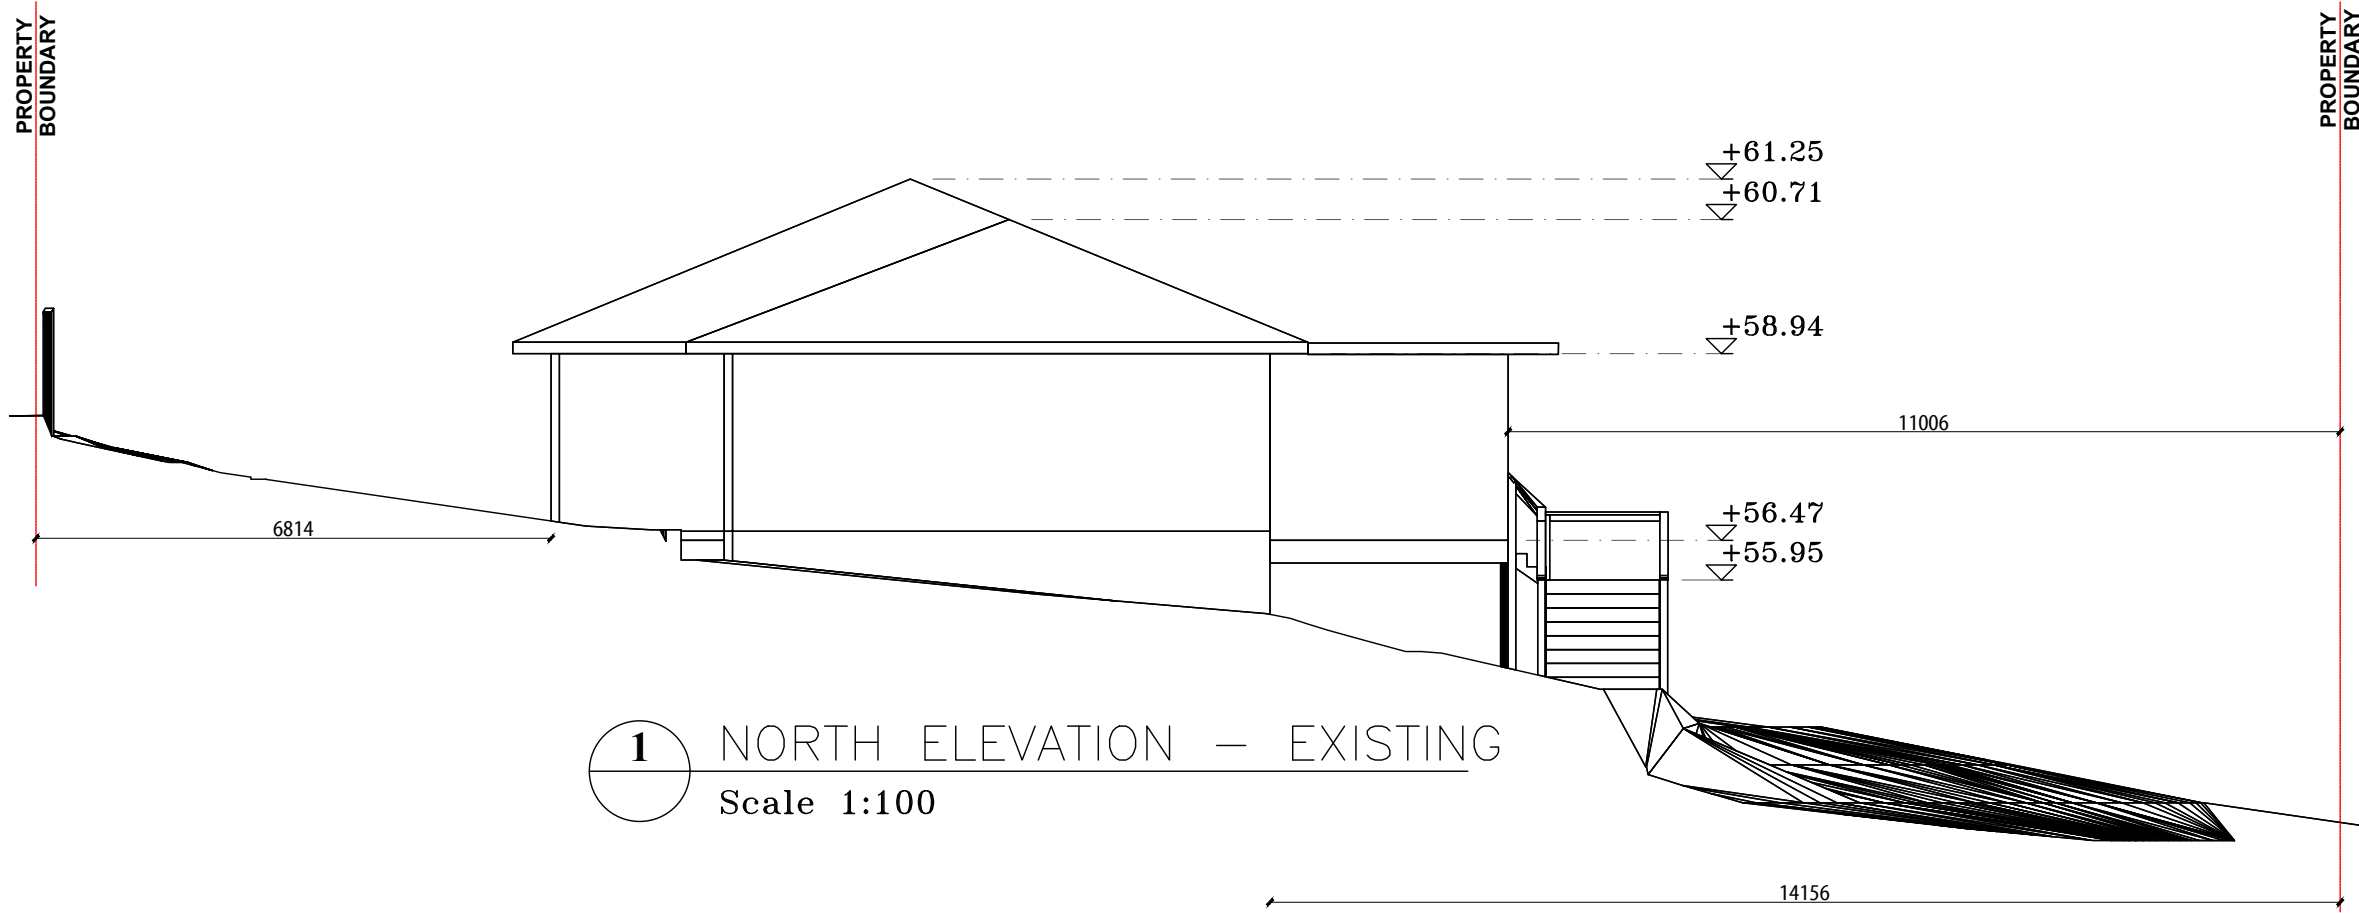 PROPERTY
BOUNDARY
PROPERTY
BOUNDARY
+61.25
+60.71
+58.94
11006
+56.47
6814
+55.95
1 NORTH ELEVATION – EXISTING
Scale 1:100
14156